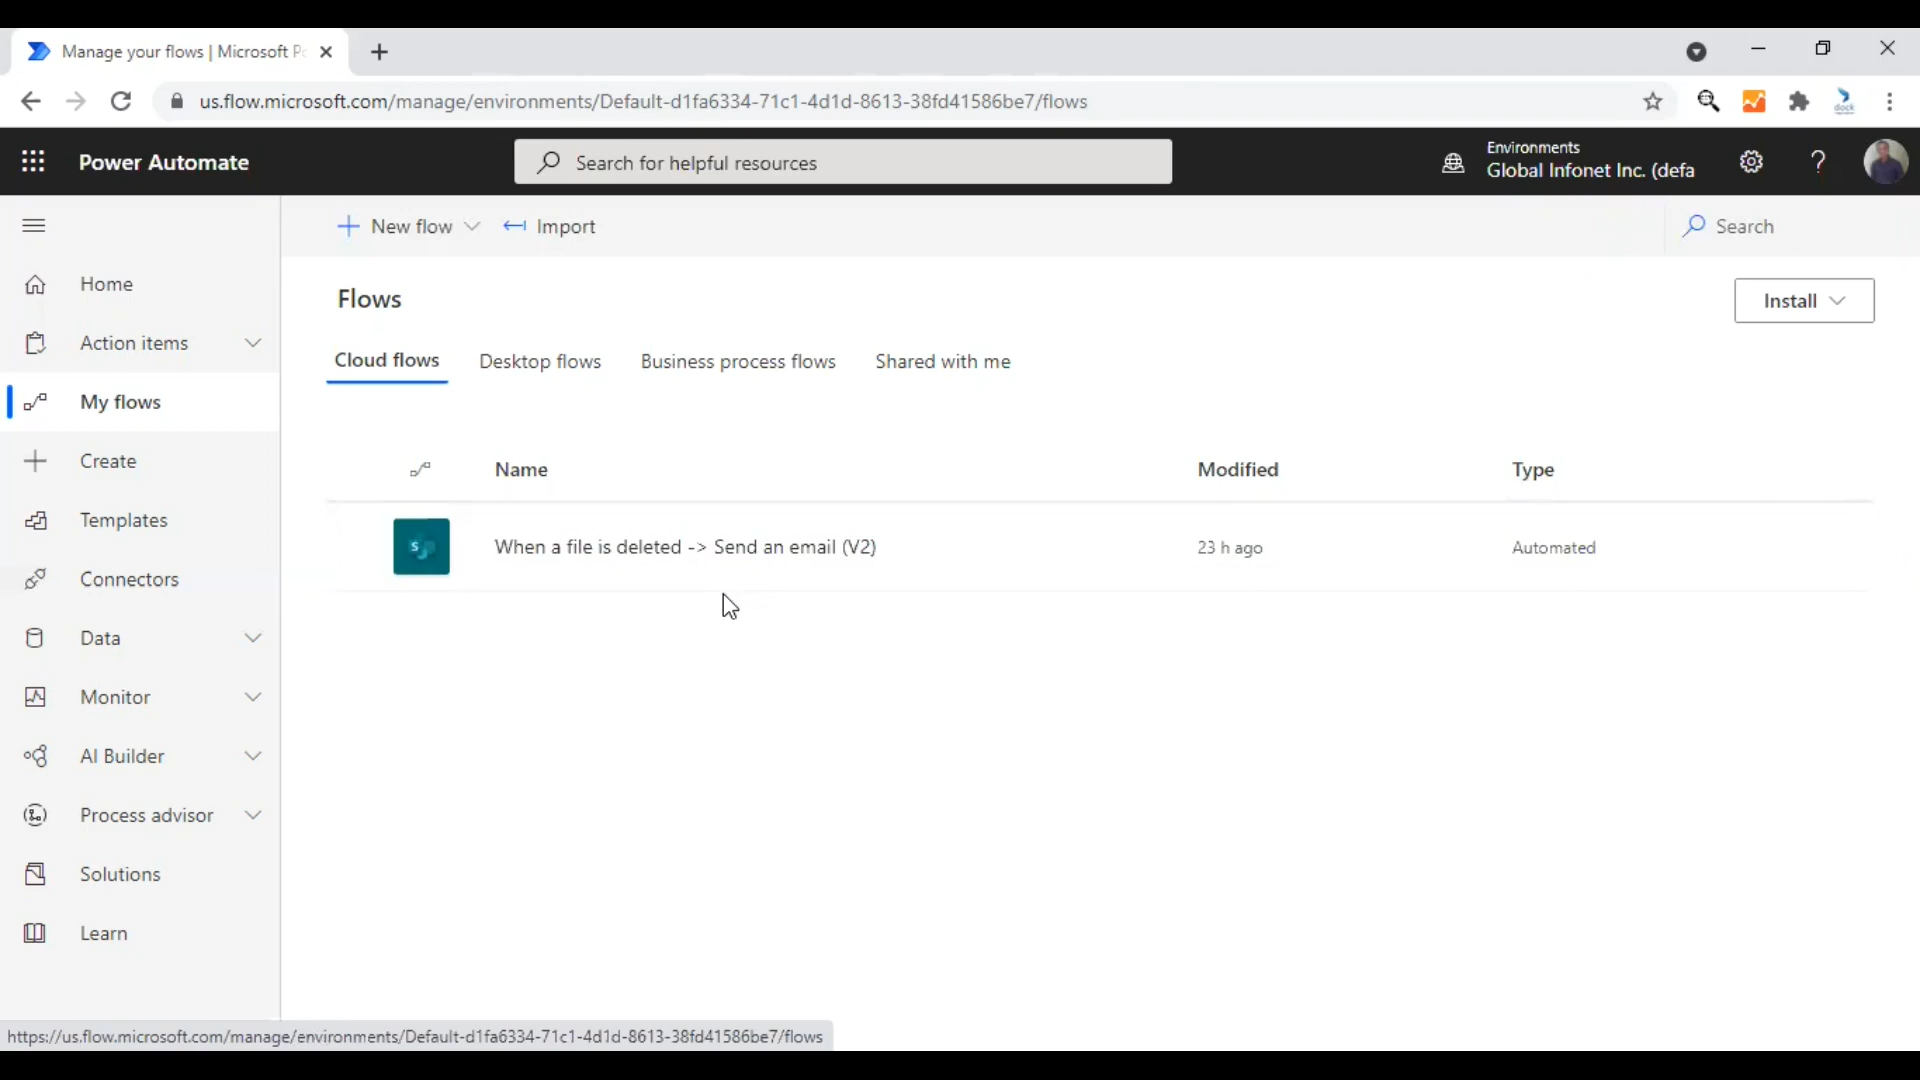 Manage your flows | Microsoft Po
us.flow.microsoft.com/manage/environments/Default-d1fa6334-71c1-4d1d-8613-38fd41586be7/flows
dock
Power Automate
Search for helpful resources
Environments
Global Infonet Inc. (defa
?
New flow
Import
Search
Home
Action items
My flows
Create
Templates
Connectors
Data
Monitor
AI Builder
Process advisor
Solutions
Learn
Flows
Install
Cloud flows
Desktop flows
Business process flows
Shared with me
Name
Modified
Type
S
When a file is deleted -> Send an email (V2)
23 h ago
Automated
https://us.flow.microsoft.com/manage/environments/Default-d1fa6334-71c1-4d1d-8613-38fd41586be7/flows